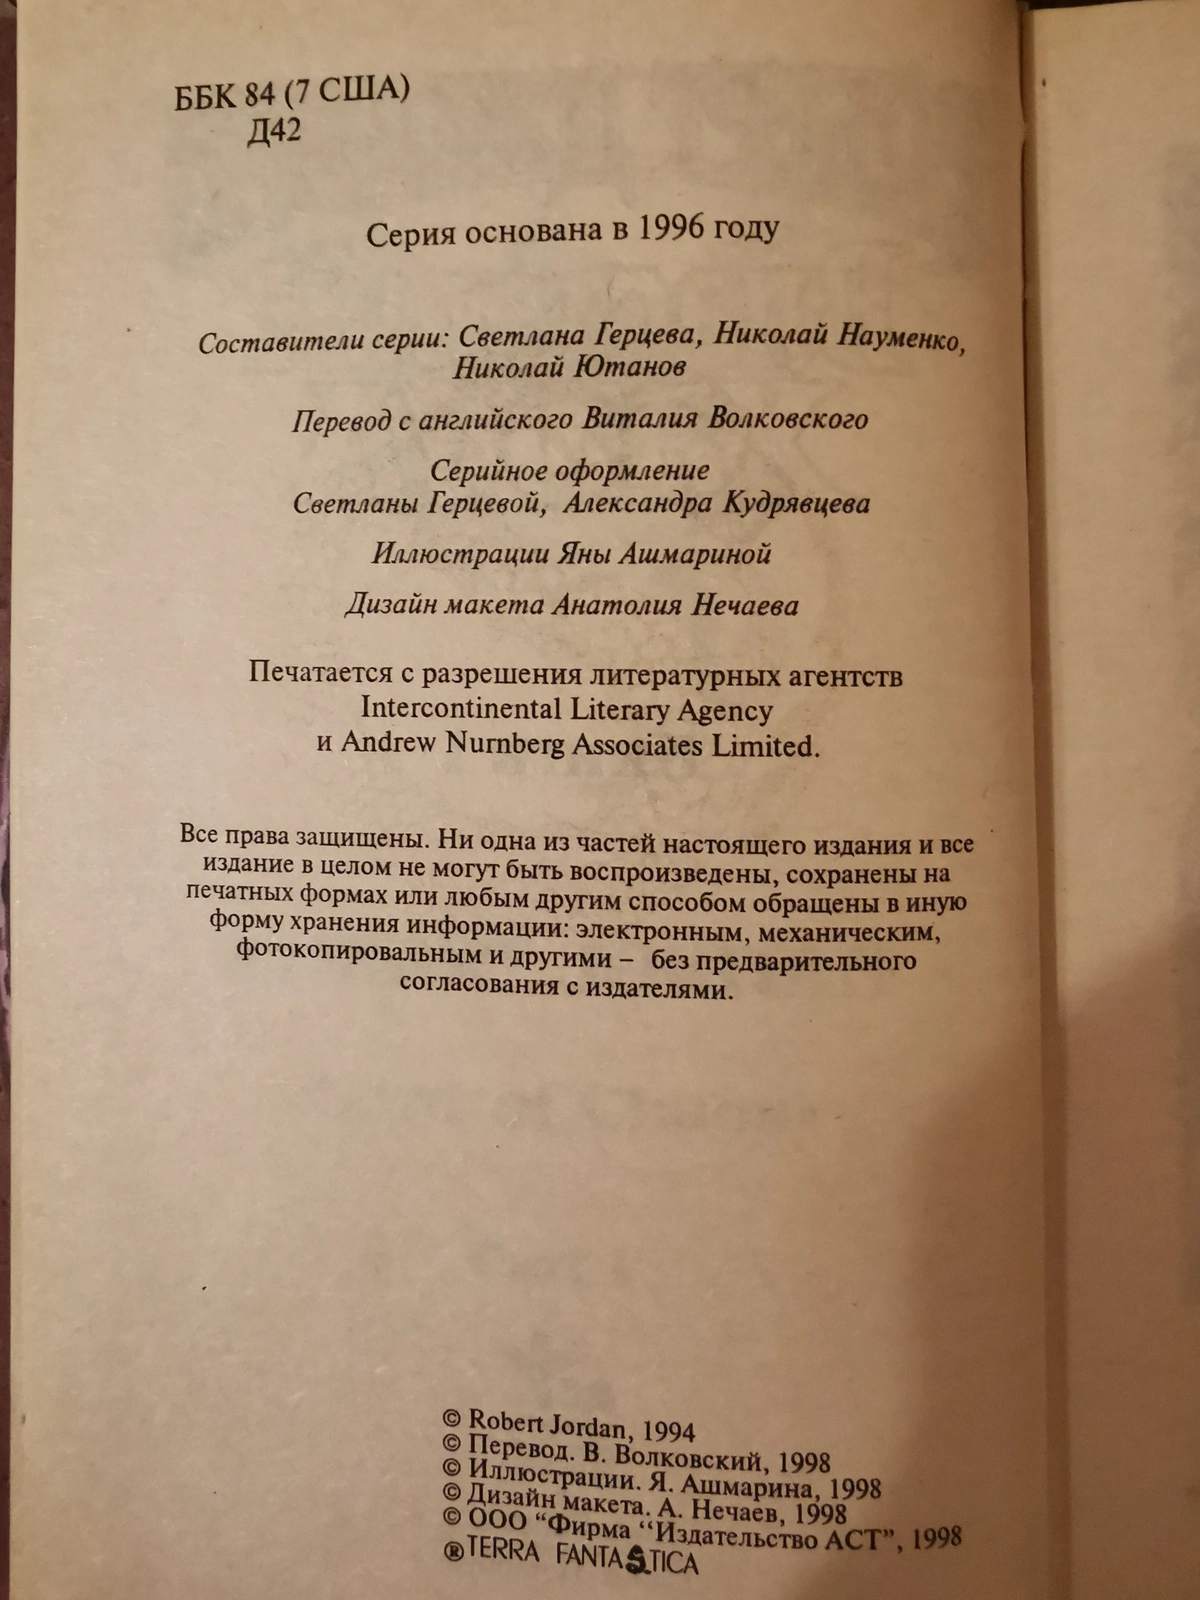 ББК 84 (7 США)
Д42
Серия основана в 1996 году
Составители серии: Светлана Герцева, Николай Науменко,
Николай Ютанов
Перевод с английского Виталия Волковского
Серийное оформление
Светланы Герцевой, Александра Кудрявцева
Иллюстрации Яны Ашмариной
Дизайн макета Анатолия Нечаева
Печатается с разрешения литературных агентств
Intercontinental Literary Agency
и Andrew Nurnberg Associates Limited.
Все права защищены. Ни одна из частей настоящего издания и все
издание в целом не могут быть воспроизведены, сохранены на
печатных формах или любым другим способом обращены в иную
форму хранения информации: электронным, механическим,
фотокопировальным и другими – без предварительного
согласования с издателями.
© Robert Jordan, 1994
© Перевод. В. Волковский, 1998
© Иллюстрации. Я. Ашмарина, 1998
© Дизайн макета. А. Нечаев, 1998
© ООО “Фирма “Издательство АСТ”, 1998
® TERRA FANTASTICA